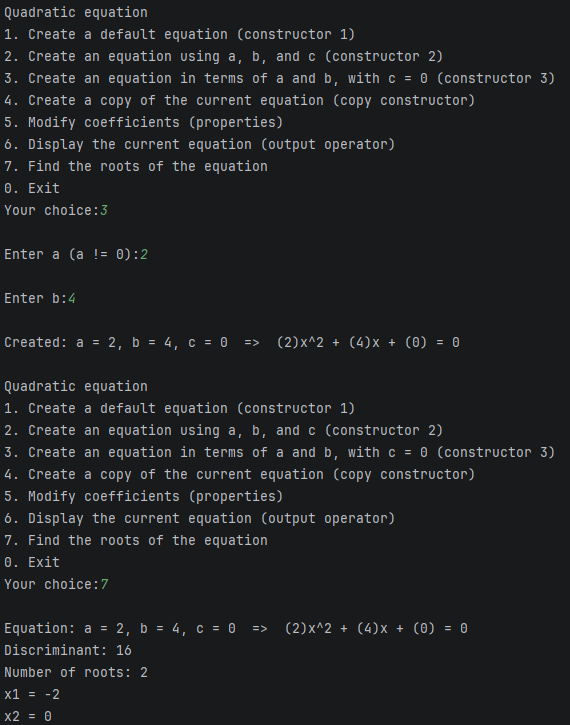 Quadratic equation
1. Create a default equation (constructor 1)
2. Create an equation using a, b, and c (constructor 2)
3. Create an equation in terms of a and b, with c = 0 (constructor 3)
4. Create a copy of the current equation (copy constructor)
5. Modify coefficients (properties)
6. Display the current equation (output operator)
7. Find the roots of the equation
0. Exit
Your choice:3

Enter a (a != 0):2

Enter b:4

Created: a = 2, b = 4, c = 0  =>  (2)x^2 + (4)x + (0) = 0

Quadratic equation
1. Create a default equation (constructor 1)
2. Create an equation using a, b, and c (constructor 2)
3. Create an equation in terms of a and b, with c = 0 (constructor 3)
4. Create a copy of the current equation (copy constructor)
5. Modify coefficients (properties)
6. Display the current equation (output operator)
7. Find the roots of the equation
0. Exit
Your choice:7

Equation: a = 2, b = 4, c = 0  =>  (2)x^2 + (4)x + (0) = 0
Discriminant: 16
Number of roots: 2
x1 = -2
x2 = 0